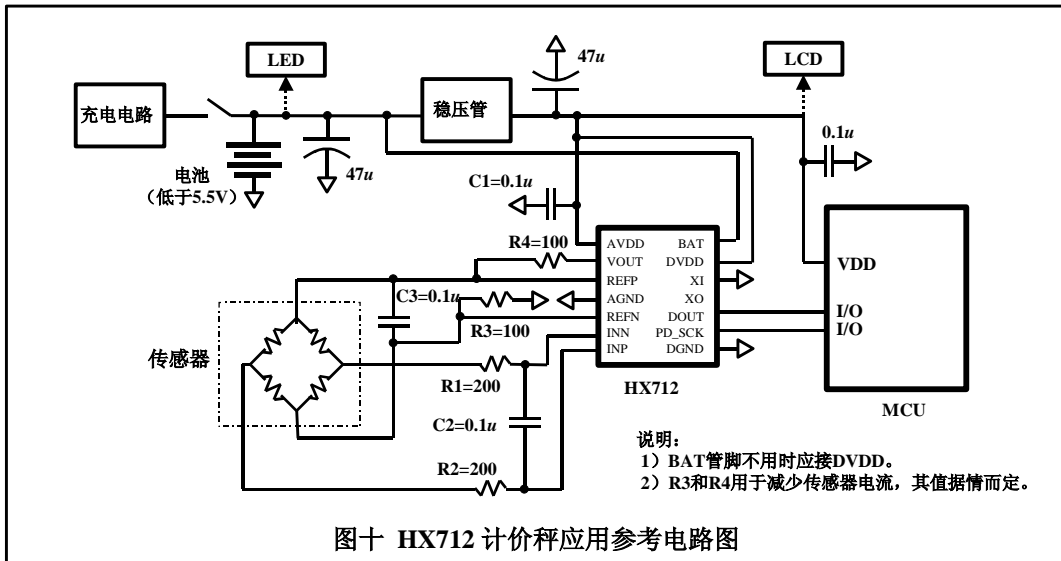 LED
47u
LCD
充电电路
稳压管
0.1u
电池
（低于5.5V）
47u
C1=0.1u
R4=100
AVDD
BAT
VOUT
DVDD
REFP
XI
AGND
XO
REFN
DOUT
INN
PD_SCK
INP
DGND
HX712
VDD
I/O
I/O
MCU
C3=0.1u
R3=100
传感器
R1=200
C2=0.1u
R2=200
说明：
1）BAT管脚不用时应接DVDD。
2）R3和R4用于减少传感器电流，其值据情而定。
图十 HX712 计价秤应用参考电路图